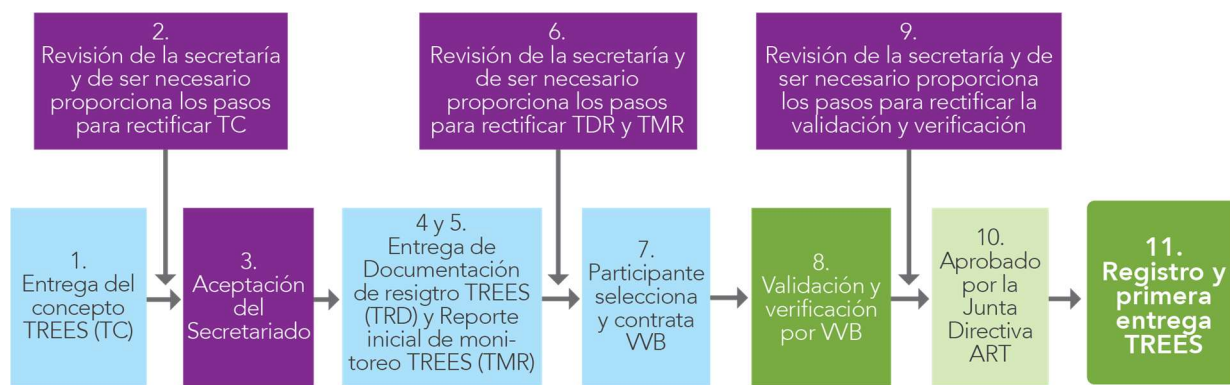 2.
Revisión de la secretaría
y de ser necesario
proporciona los pasos
para rectificar TC
6.
Revisión de la secretaría y
de ser necesario
proporciona los pasos
para rectificar TDR y TMR
9.
Revisión de la secretaría y de
ser necesario proporciona
los pasos para rectificar la
validación y verificación
1.
Entrega del
concepto
TREES (TC)
3.
Aceptación
del
Secretariado
4 y 5.
Entrega de
Documentación
de resigtro TREES
(TRD) y Reporte
inicial de moni-
toreo TREES (TMR)
7.
Participante
selecciona
y contrata
VVB
8.
Validación y
verificación
por VVB
10.
Aprobado
por la
Junta
Directiva
ART
11.
Registro y
primera
entrega
TREES